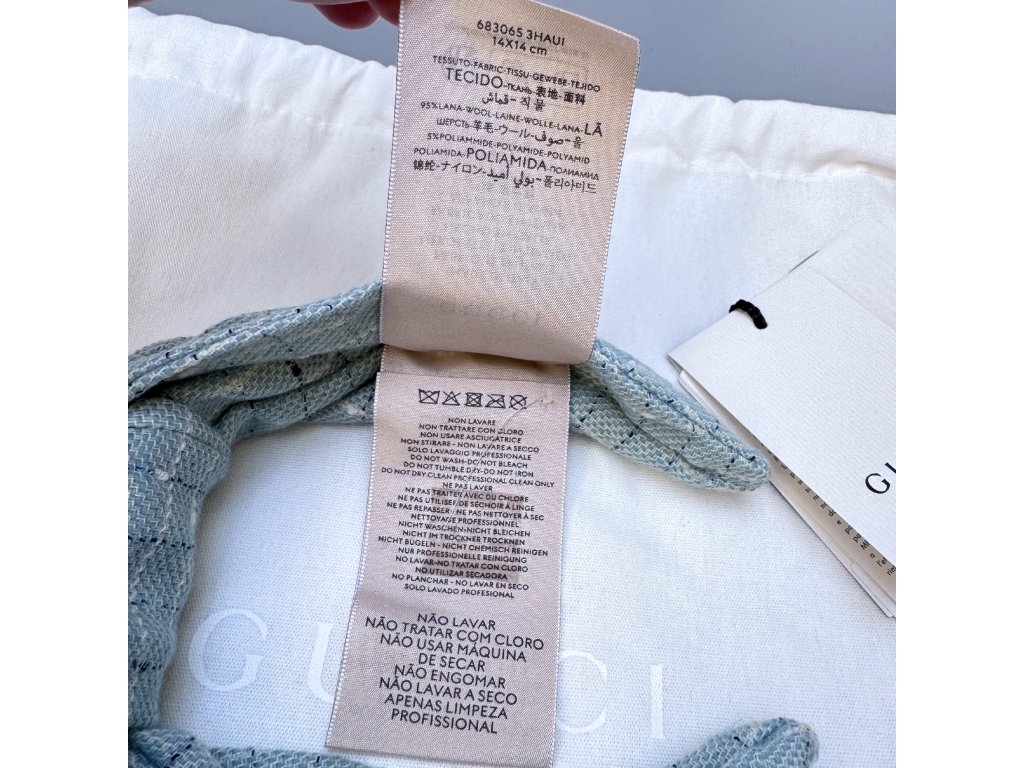 683065 3HAUI
14X14 cm
TESSUTO-FABRIC-TISSU-GEWEBE-TEJIDO
TECIDO-ТКАНЬ-表地-面料
قماش-직물
95%LANA-WOOL-LAINE-WOLLE-LANA-LÃ
ШЕРСТЬ-羊毛-ウール-صوف-울
5%POLIAMMIDE-POLYAMIDE-POLYAMID
POLIAMIDA-POLIAMIDA-ПОЛИАМИД
锦纶-ナイロン-بولي أميد-폴리아미드
NON LAVARE
NON TRATTARE CON CLORO
NON USARE ASCIUGATRICE
NON STIRARE - NON LAVARE A SECCO
SOLO LAVAGGIO PROFESSIONALE
DO NOT WASH-DO NOT BLEACH
DO NOT TUMBLE DRY-DO NOT IRON
DO NOT DRY CLEAN PROFESSIONAL CLEAN ONLY
NE PAS LAVER
NE PAS TRAITER AVEC DU CHLORE
NE PAS UTILISER DE SÉCHOIR À LINGE
NE PAS REPASSER - NE PAS NETTOYER À SEC
NETTOYAGE PROFESSIONNEL
NICHT WASCHEN-NICHT BLEICHEN
NICHT IM TROCKNER TROCKNEN
NICHT BÜGELN - NICHT CHEMISCH REINIGEN
NUR PROFESSIONELLE REINIGUNG
NO LAVAR-NO TRATAR CON CLORO
NO UTILIZAR SECADORA
NO PLANCHAR - NO LAVAR EN SECO
SOLO LAVADO PROFESIONAL
NÃO LAVAR
NÃO TRATAR COM CLORO
NÃO USAR MÁQUINA
DE SECAR
NÃO ENGOMAR
NÃO LAVAR A SECO
APENAS LIMPEZA
PROFISSIONAL
GU
GUCCI